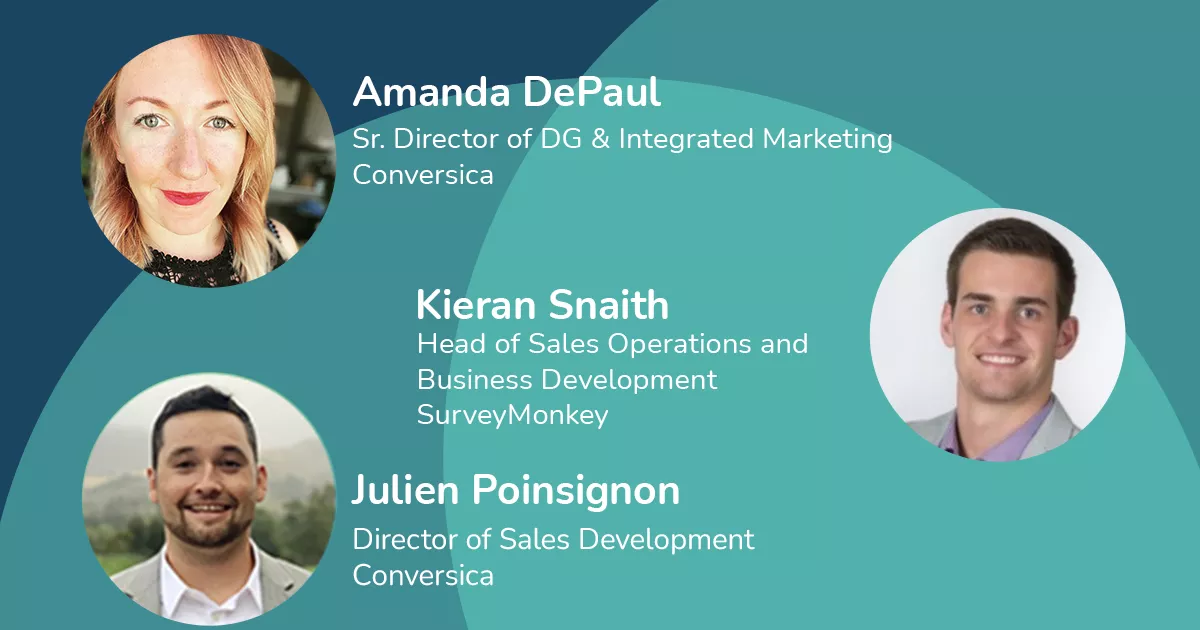 Amanda DePaul
Sr. Director of DG & Integrated Marketing
Conversica
Kieran Snaith
Head of Sales Operations and
Business Development
SurveyMonkey
Julien Poinsignon
Director of Sales Development
Conversica